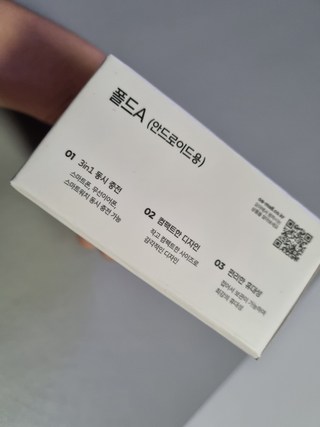 폴드A (안드로이드용)
01 3in1 동시 충전
스마트폰, 무선이어폰,
스마트워치 동시 충전 가능
02 컴팩트한 디자인
작고 컴팩트한 사이즈로
감각적인 디자인
03 편리한 휴대성
접어서 보관이 가능하여
최강의 휴대성